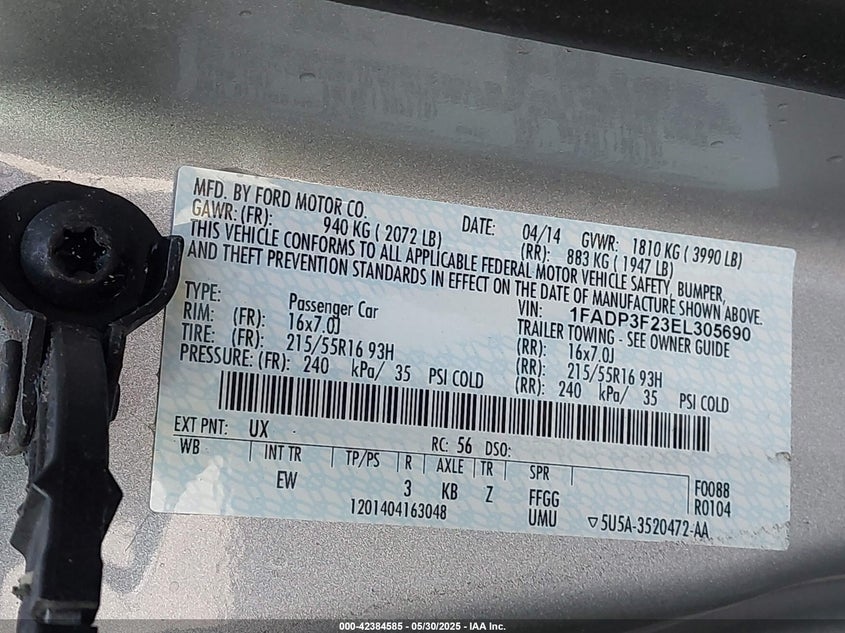 MFD. BY FORD MOTOR CO.
DATE: 04/14 GVWR: 1810 KG ( 3990 LB)
GAWR: (FR): 940 KG ( 2072 LB) (RR): 883 KG ( 1947 LB)
THIS VEHICLE CONFORMS TO ALL APPLICABLE FEDERAL MOTOR VEHICLE SAFETY, BUMPER,
AND THEFT PREVENTION STANDARDS IN EFFECT ON THE DATE OF MANUFACTURE SHOWN ABOVE.
VIN: 1FADP3F23EL305690
TYPE: Passenger Car TRAILER TOWING - SEE OWNER GUIDE
RIM: (FR): 16x7.0J (RR): 16x7.0J
TIRE: (FR): 215/55R16 93H (RR): 215/55R16 93H
PRESSURE: (FR): 240 kPa/ 35 PSI COLD (RR): 240 kPa/ 35 PSI COLD
EXT PNT: UX RC: 56 DSO:
WB INT TR TP/PS R AXLE TR SPR
EW 3 KB Z FFGG F0088
1201404163048 UMU R0104
▽5U5A-3520472-AA
000-42384585 - 05/30/2025 - IAA Inc.